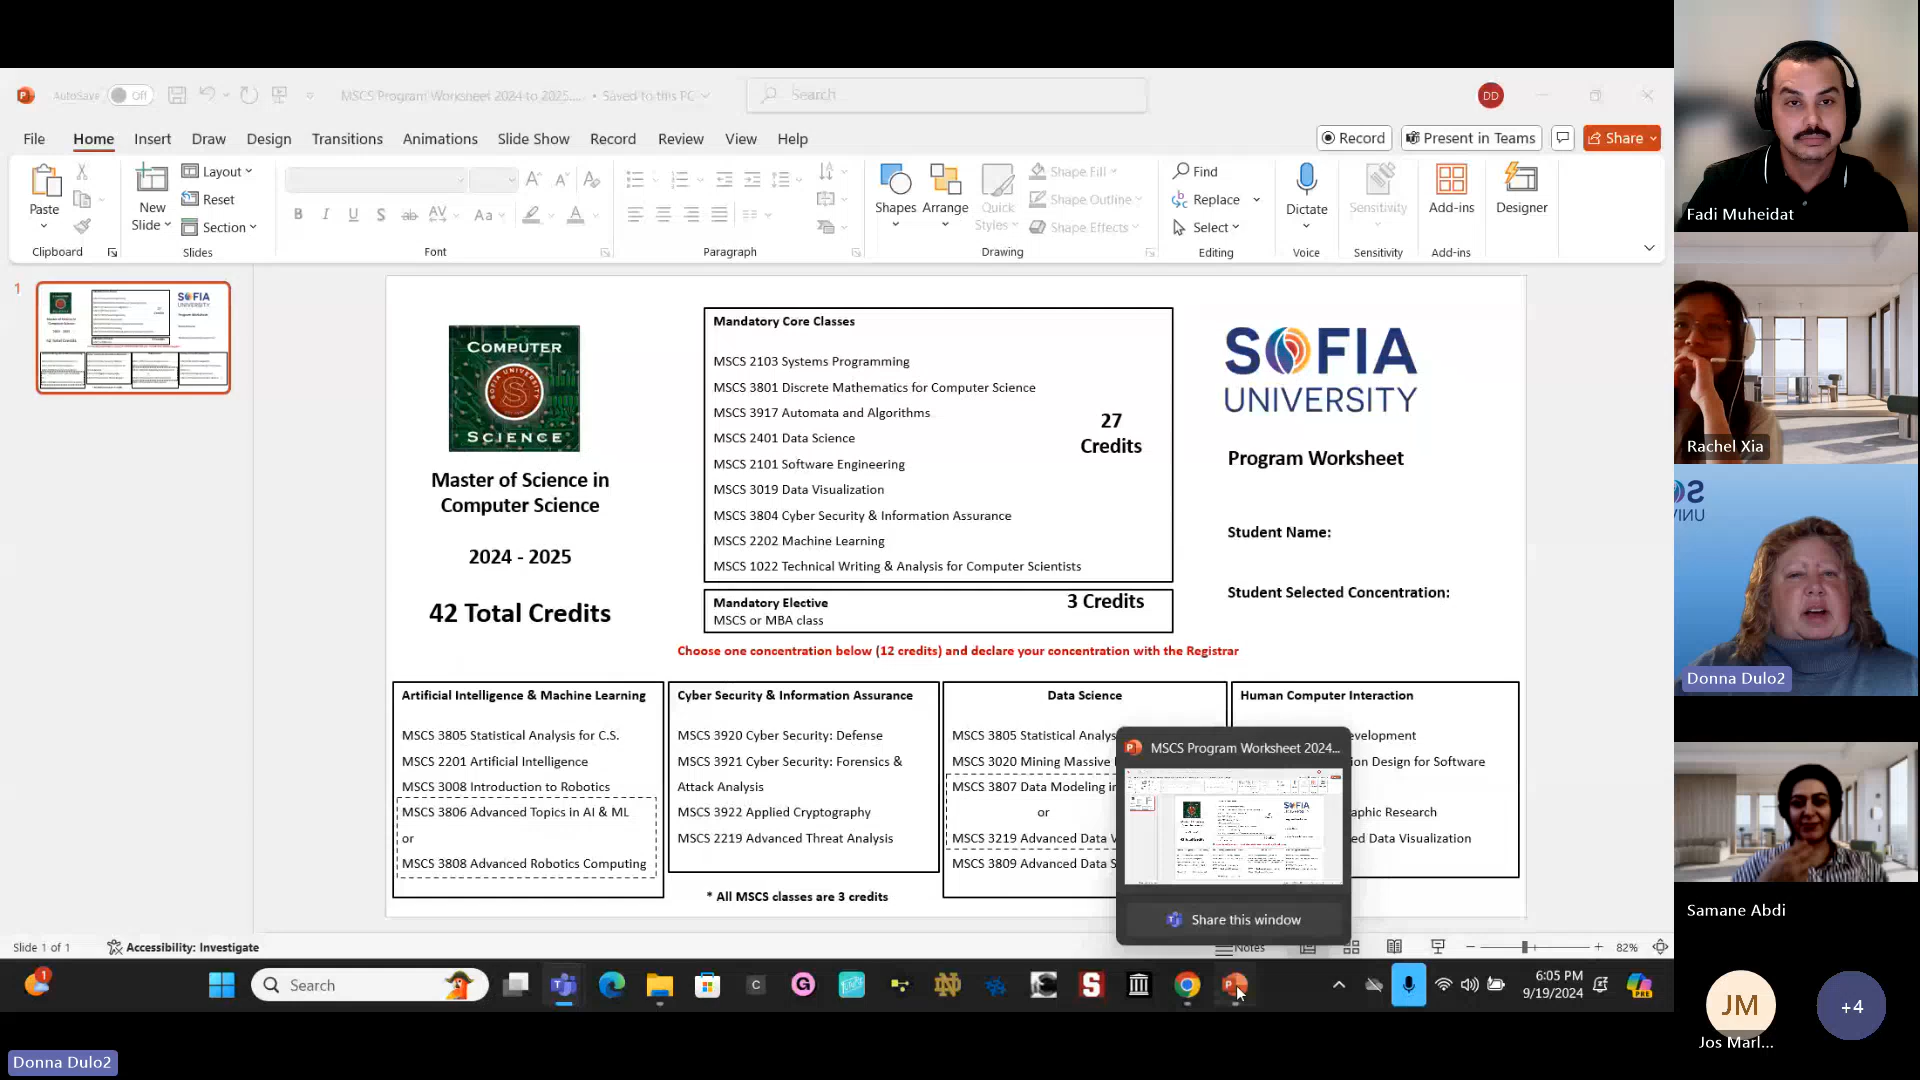 AutoSave Off
MSCS Program Worksheet 2024 to 2025.... • Saved to this PC
Search
DD
File Home Insert Draw Design Transitions Animations Slide Show Record Review View Help
Record Present in Teams Share
Paste
New Slide
Layout
Reset
Section
Shapes Arrange Quick Styles
Shape Fill
Shape Outline
Shape Effects
Find
Replace
Select
Dictate
Sensitivity
Add-ins
Designer
Clipboard Slides Font Paragraph Drawing Editing Voice Sensitivity Add-ins
1
COMPUTER
SCIENCE
Master of Science in
Computer Science
2024 - 2025
42 Total Credits
Mandatory Core Classes
MSCS 2103 Systems Programming
MSCS 3801 Discrete Mathematics for Computer Science
MSCS 3917 Automata and Algorithms
MSCS 2401 Data Science
MSCS 2101 Software Engineering
MSCS 3019 Data Visualization
MSCS 3804 Cyber Security & Information Assurance
MSCS 2202 Machine Learning
MSCS 1022 Technical Writing & Analysis for Computer Scientists
27
Credits
Mandatory Elective
MSCS or MBA class
3 Credits
SOFIA
UNIVERSITY
Program Worksheet
Student Name:
Student Selected Concentration:
Choose one concentration below (12 credits) and declare your concentration with the Registrar
Artificial Intelligence & Machine Learning
MSCS 3805 Statistical Analysis for C.S.
MSCS 2201 Artificial Intelligence
MSCS 3008 Introduction to Robotics
MSCS 3806 Advanced Topics in AI & ML
or
MSCS 3808 Advanced Robotics Computing
Cyber Security & Information Assurance
MSCS 3920 Cyber Security: Defense
MSCS 3921 Cyber Security: Forensics &
Attack Analysis
MSCS 3922 Applied Cryptography
MSCS 2219 Advanced Threat Analysis
* All MSCS classes are 3 credits
Data Science
MSCS 3805 Statistical Analys
MSCS 3020 Mining Massive
MSCS 3807 Data Modeling in
or
MSCS 3219 Advanced Data V
MSCS 3809 Advanced Data S
Human Computer Interaction
evelopment
ion Design for Software
aphic Research
ed Data Visualization
MSCS Program Worksheet 2024...
Share this window
Slide 1 of 1
Accessibility: Investigate
Notes
82%
1
Search
6:05 PM
9/19/2024
PRE
Donna Dulo2
Fadi Muheidat
Rachel Xia
Donna Dulo2
Samane Abdi
JM
Jos Marl...
+4